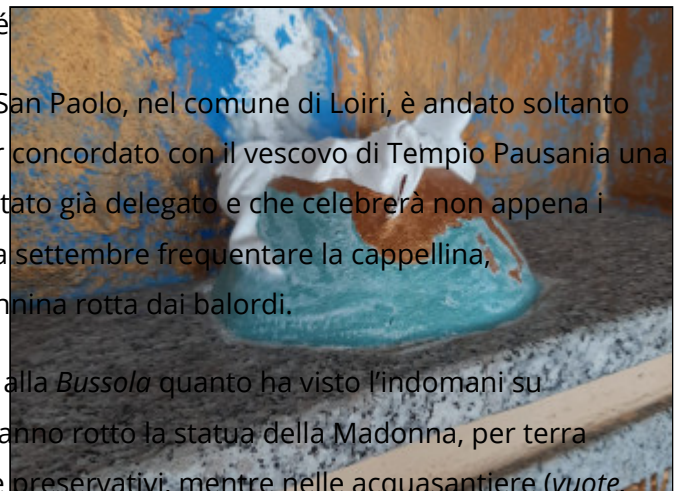 é
San Paolo, nel comune di Loiri, è andato soltanto
concordato con il vescovo di Tempio Pausania una
già delegato e che celebrerà non appena i
a settembre frequentare la cappellina,
rotta dai balordi.
alla Bussola quanto ha visto l’indomani su
anno rotto la statua della Madonna, per terra
e preservativi, mentre nelle acquasantiere (vuote